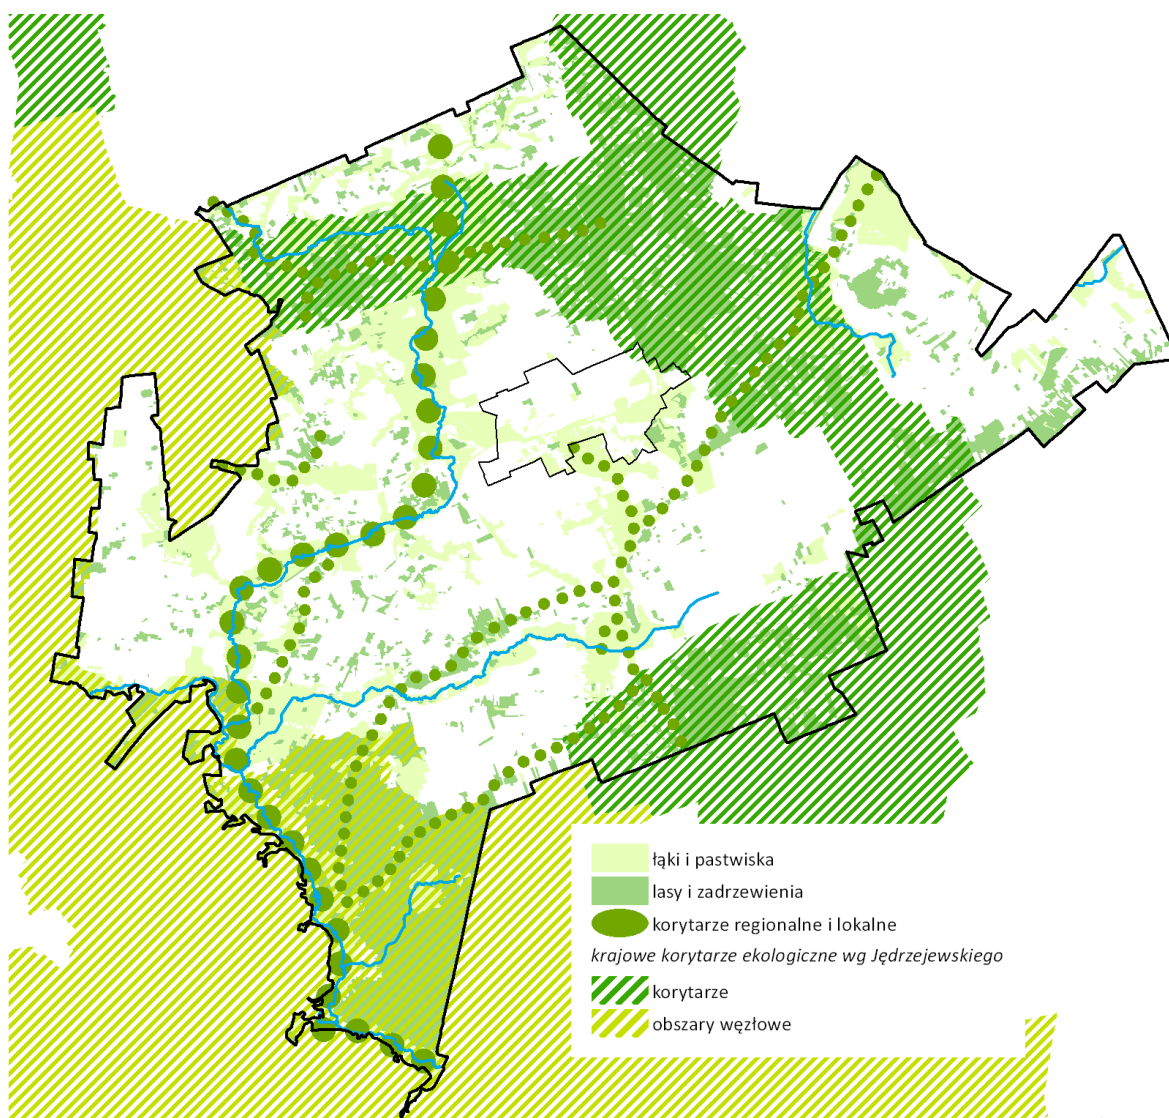 łąki i pastwiska
lasy i zadrzewienia
korytarze regionalne i lokalne
krajowe korytarze ekologiczne wg Jędrzejewskiego
korytarze
obszary węzłowe